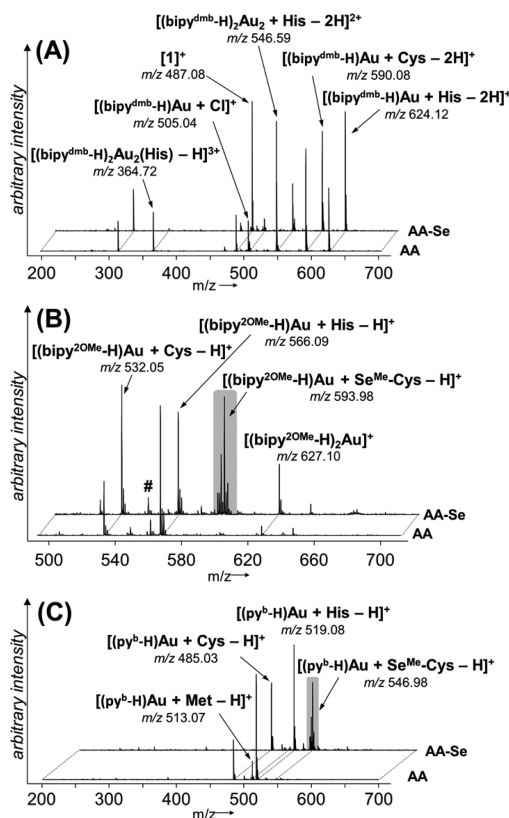 (A)
[(bipyᵈᵐᵇ-H)₂Au₂ + His – 2H]²⁺
m/z 546.59
[1]⁺
m/z 487.08
[(bipyᵈᵐᵇ-H)Au + Cys – 2H]⁺
m/z 590.08
[(bipyᵈᵐᵇ-H)Au + Cl]⁺
m/z 505.04
[(bipyᵈᵐᵇ-H)Au + His – 2H]⁺
m/z 624.12
[(bipyᵈᵐᵇ-H)₂Au₂(His) – H]³⁺
m/z 364.72
arbitrary intensity
AA-Se
AA
200 300 400 500 600 700
m/z
(B)
[(bipy²ᴼᴹᵉ-H)Au + His – H]⁺
m/z 566.09
[(bipy²ᴼᴹᵉ-H)Au + Cys – H]⁺
m/z 532.05
[(bipy²ᴼᴹᵉ-H)Au + Seᴹᵉ-Cys – H]⁺
m/z 593.98
[(bipy²ᴼᴹᵉ-H)₂Au]⁺
m/z 627.10
#
arbitrary intensity
AA-Se
AA
500 540 580 620 660 700
m/z
(C)
[(pyᵇ-H)Au + His – H]⁺
m/z 519.08
[(pyᵇ-H)Au + Cys – H]⁺
m/z 485.03
[(pyᵇ-H)Au + Seᴹᵉ-Cys – H]⁺
m/z 546.98
[(pyᵇ-H)Au + Met – H]⁺
m/z 513.07
arbitrary intensity
AA-Se
AA
200 300 400 500 600 700
m/z